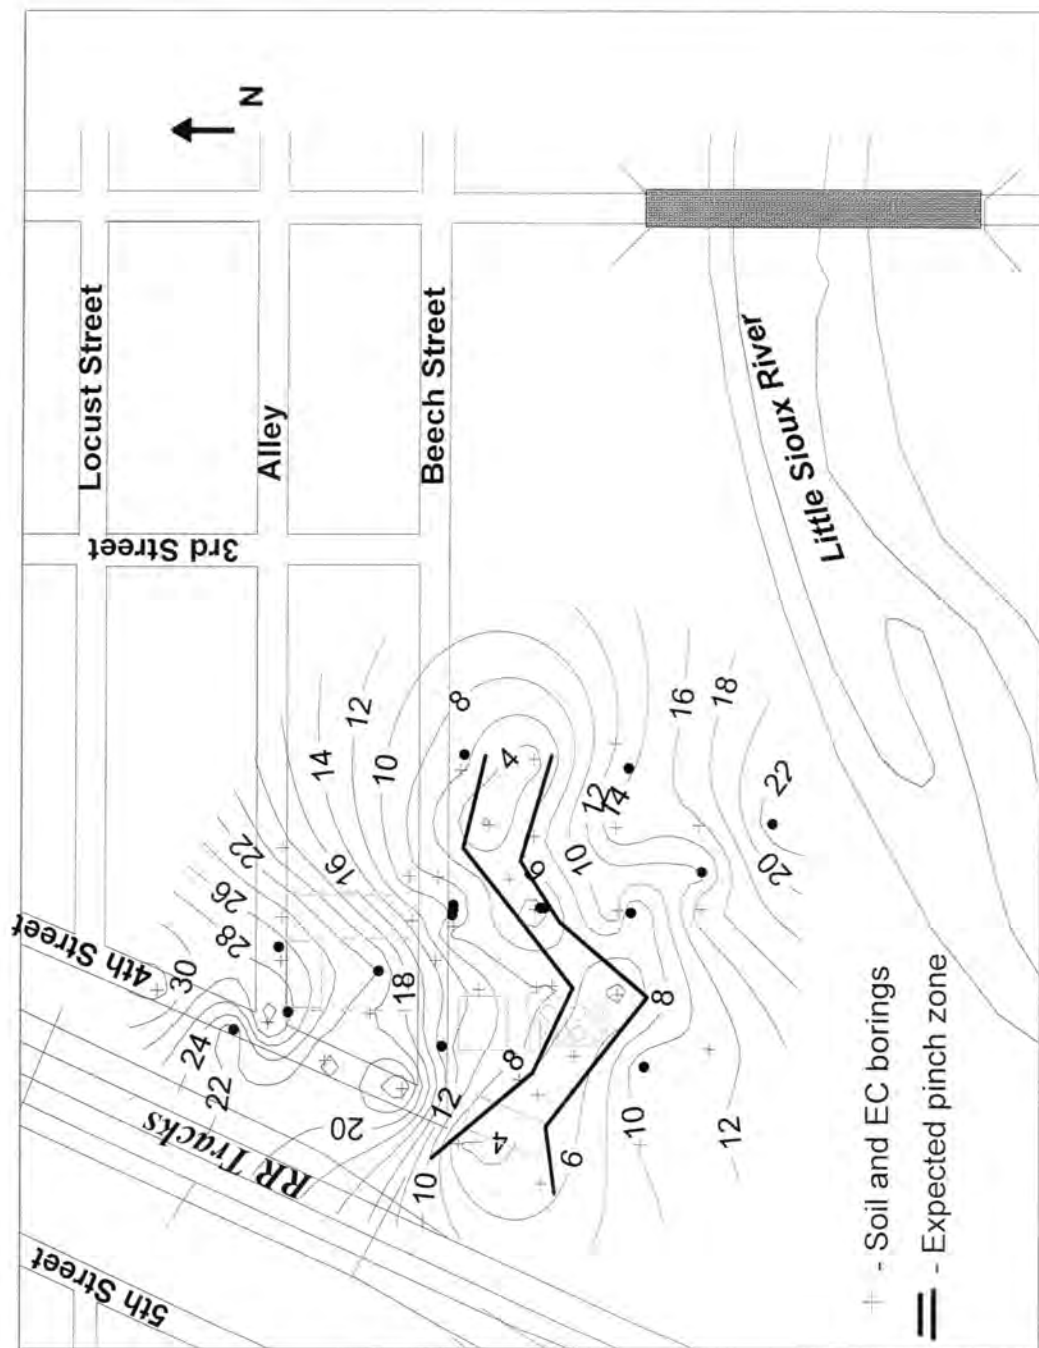 N
Locust Street
Alley
Beech Street
3rd Street
Little Sioux River
4th Street
RR Tracks
5th Street
14
12
10
8
4
16
18
22
20
12
14
10
6
22
26
28
30
16
18
24
22
20
12
10
8
4
6
8
10
12
+ - Soil and EC borings
- Expected pinch zone